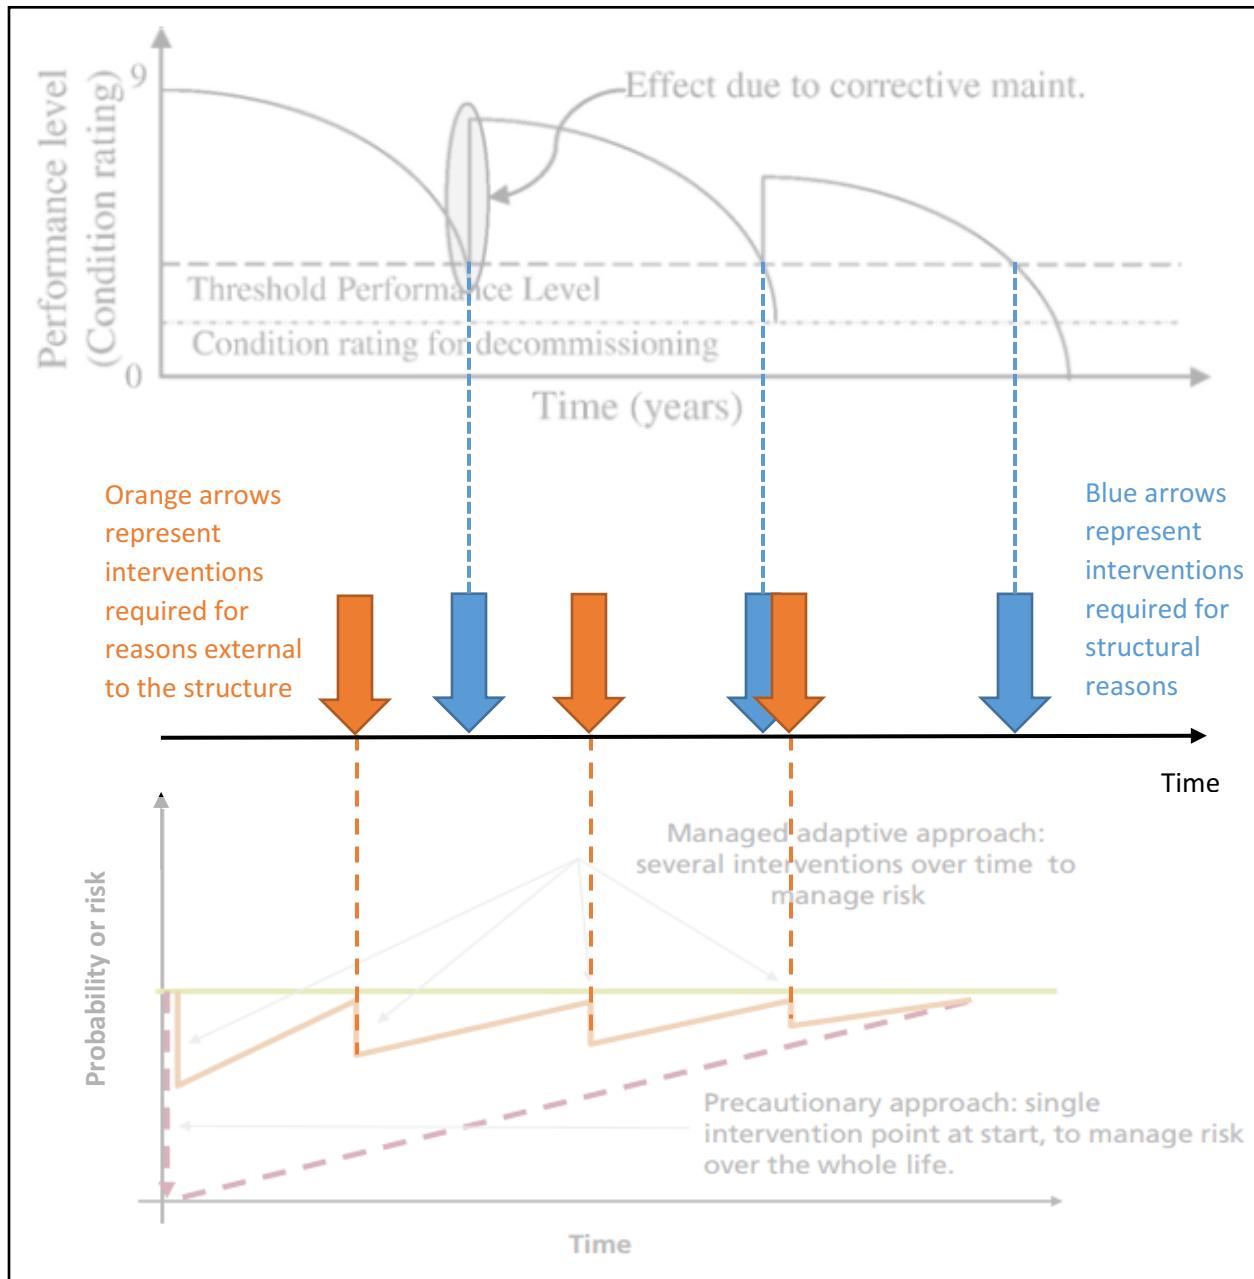 Performance level
(Condition rating)
9
Effect due to corrective maint.
Threshold Performance Level
Condition rating for decommissioning
0
Time (years)
Orange arrows
represent
interventions
required for
reasons external
to the structure
Blue arrows
represent
interventions
required for
structural
reasons
Time
Probability or risk
Managed adaptive approach:
several interventions over time to
manage risk
Precautionary approach: single
intervention point at start, to manage risk
over the whole life.
Time